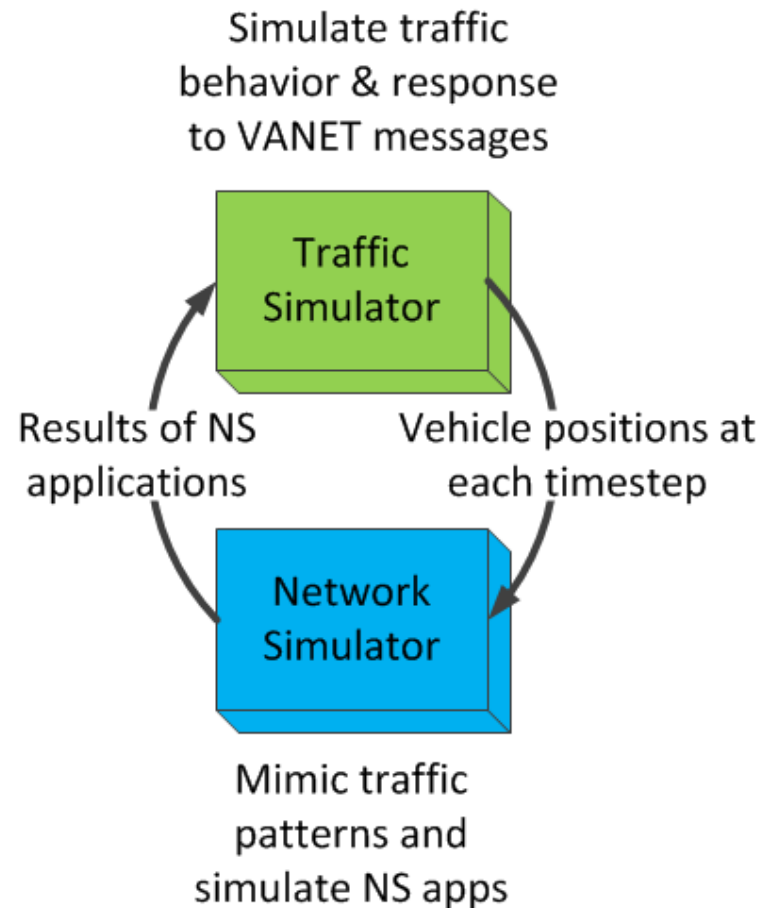 Simulate traffic
behavior & response
to VANET messages
Traffic
Simulator
Results of NS
applications
Vehicle positions at
each timestep
Network
Simulator
Mimic traffic
patterns and
simulate NS apps